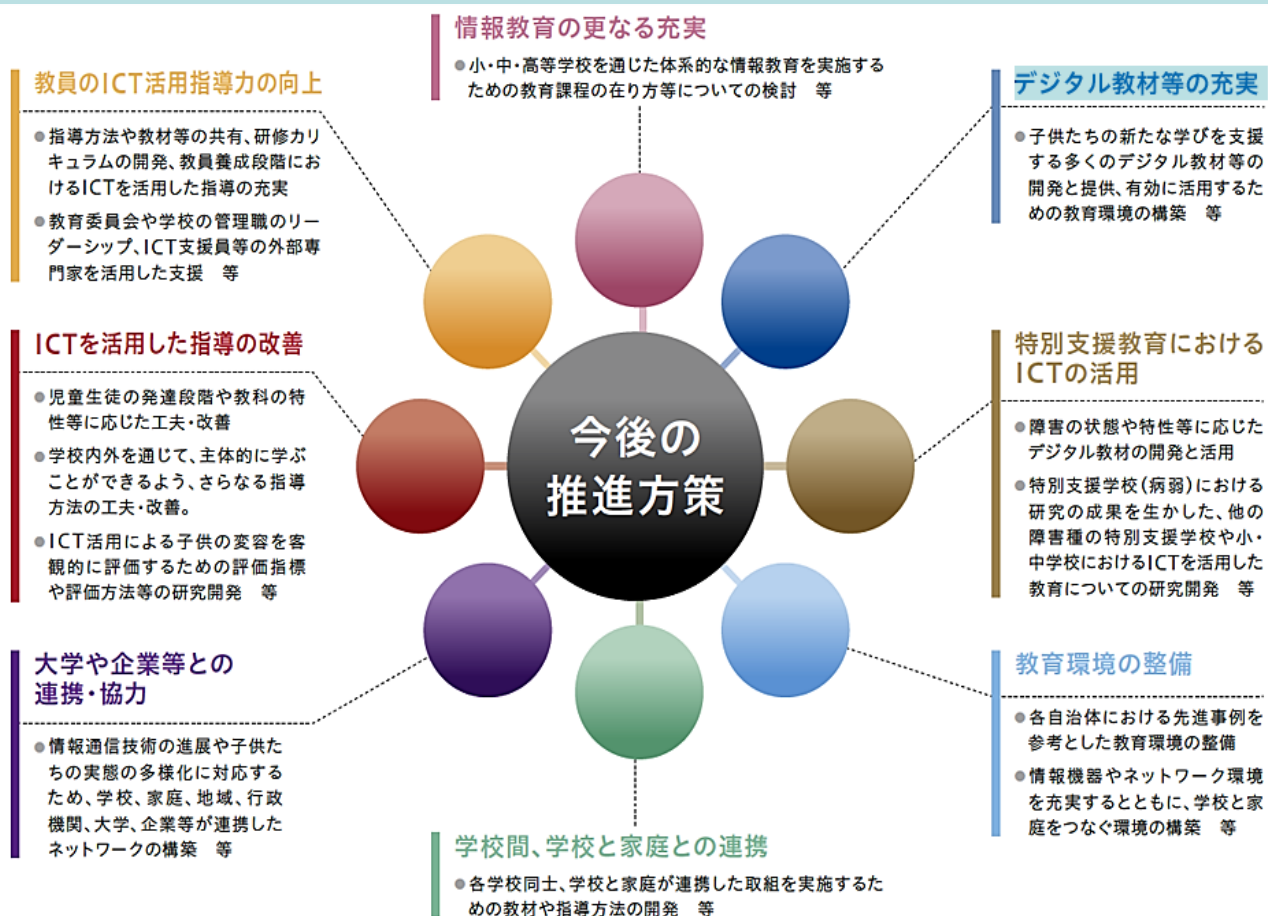 情報教育の更なる充実
●小・中・高等学校を通じた体系的な情報教育を実施する
ための教育課程の在り方等についての検討　等
教員のICT活用指導力の向上
●指導方法や教材等の共有、研修カリ
キュラムの開発、教員養成段階にお
けるICTを活用した指導の充実
●教育委員会や学校の管理職のリー
ダーシップ、ICT支援員等の外部専
門家を活用した支援　等
デジタル教材等の充実
●子供たちの新たな学びを支援
する多くのデジタル教材等の
開発と提供、有効に活用するた
めの教育環境の構築　等
ICTを活用した指導の改善
●児童生徒の発達段階や教科の特
性等に応じた工夫・改善
●学校内外を通じて、主体的に学ぶ
ことができるよう、さらなる指導
方法の工夫・改善。
●ICT活用による子供の変容を客
観的に評価するための評価指標
や評価方法等の研究開発　等
今後の
推進方策
特別支援教育における
ICTの活用
●障害の状態や特性等に応じた
デジタル教材の開発と活用
●特別支援学校(病弱)における
研究の成果を生かした、他の
障害種の特別支援学校や小・
中学校におけるICTを活用した
教育についての研究開発　等
大学や企業等との
連携・協力
●情報通信技術の進展や子供た
ちの実態の多様化に対応する
ため、学校、家庭、地域、行政
機関、大学、企業等が連携した
ネットワークの構築　等
教育環境の整備
●各自治体における先進事例を
参考とした教育環境の整備
●情報機器やネットワーク環境
を充実するとともに、学校と家
庭をつなぐ環境の構築　等
学校間、学校と家庭との連携
●各学校同士、学校と家庭が連携した取組を実施するた
めの教材や指導方法の開発　等